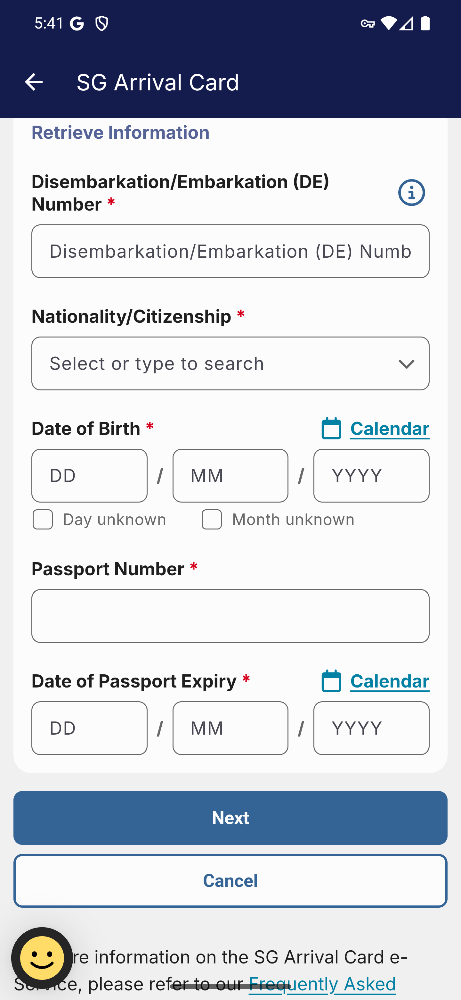 5:41
SG Arrival Card
Retrieve Information
Disembarkation/Embarkation (DE)
Number *
Disembarkation/Embarkation (DE) Numb
Nationality/Citizenship *
Select or type to search
Date of Birth *
Calendar
DD / MM / YYYY
Day unknown Month unknown
Passport Number *
Date of Passport Expiry *
Calendar
DD / MM / YYYY
Next
Cancel
re information on the SG Arrival Card e-
Service, please refer to our Frequently Asked